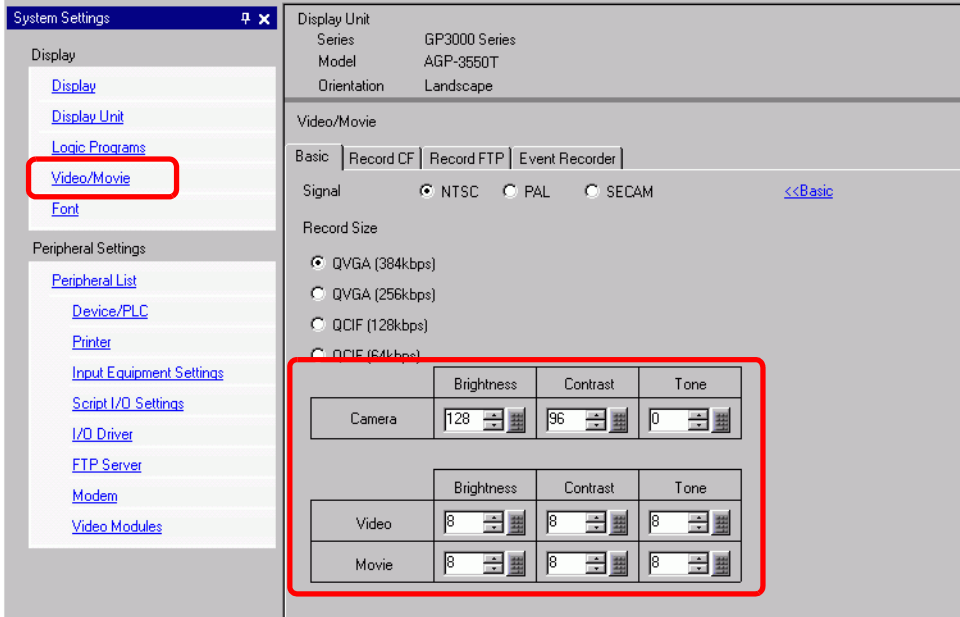 System Settings
Display
Display
Display Unit
Logic Programs
Video/Movie
Font
Peripheral Settings
Peripheral List
Device/PLC
Printer
Input Equipment Settings
Script I/O Settings
I/O Driver
FTP Server
Modem
Video Modules
Display Unit
Series GP3000 Series
Model AGP-3550T
Orientation Landscape
Video/Movie
Basic Record CF Record FTP Event Recorder
Signal NTSC PAL SECAM <<Basic
Record Size
QVGA (384kbps)
QVGA (256kbps)
QCIF (128kbps)
QCIF (64kbps)
Brightness Contrast Tone
Camera 128 96 0
Brightness Contrast Tone
Video 8 8 8
Movie 8 8 8